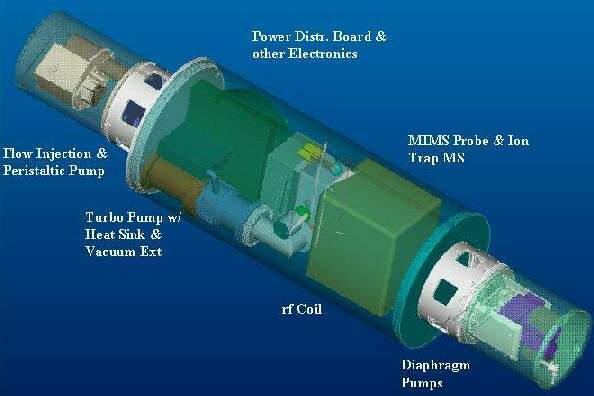 Power Distr. Board &
other Electronics
MIMS Probe & Ion
Trap MS
Flow Injection &
Peristaltic Pump
Turbo Pump w/
Heat Sink &
Vacuum Ext
rf Coil
Diaphragm
Pumps